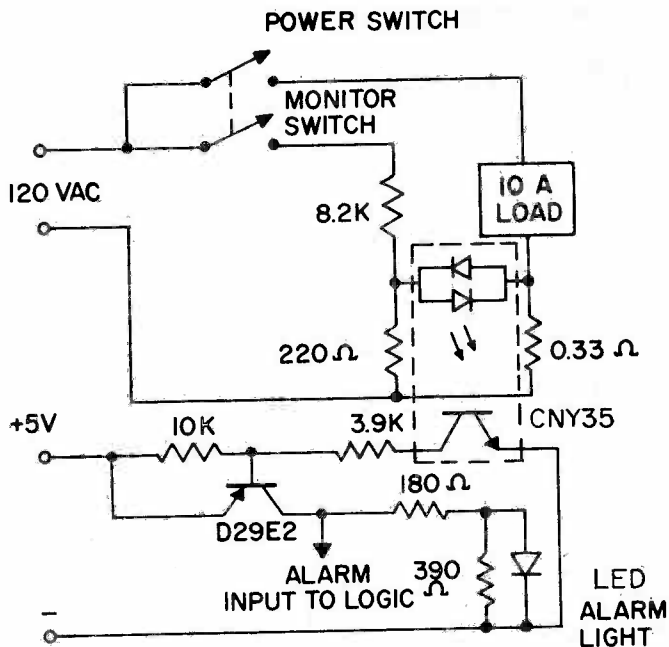 POWER SWITCH
MONITOR
SWITCH
120 VAC
8.2K
10 A
LOAD
220 Ω
0.33 Ω
+5V
10K
3.9K
CNY35
D29E2
180 Ω
ALARM
INPUT TO LOGIC
390
Ω
LED
ALARM
LIGHT
−